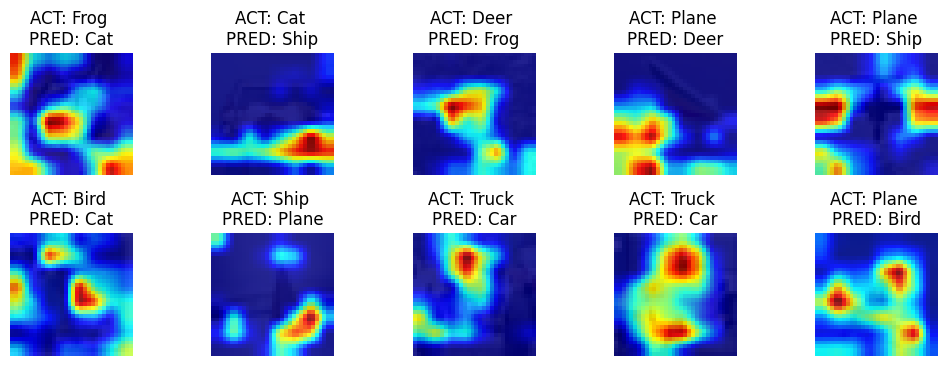 ACT: Frog
PRED: Cat
ACT: Cat
PRED: Ship
ACT: Deer
PRED: Frog
ACT: Plane
PRED: Deer
ACT: Plane
PRED: Ship
ACT: Bird
PRED: Cat
ACT: Ship
PRED: Plane
ACT: Truck
PRED: Car
ACT: Truck
PRED: Car
ACT: Plane
PRED: Bird